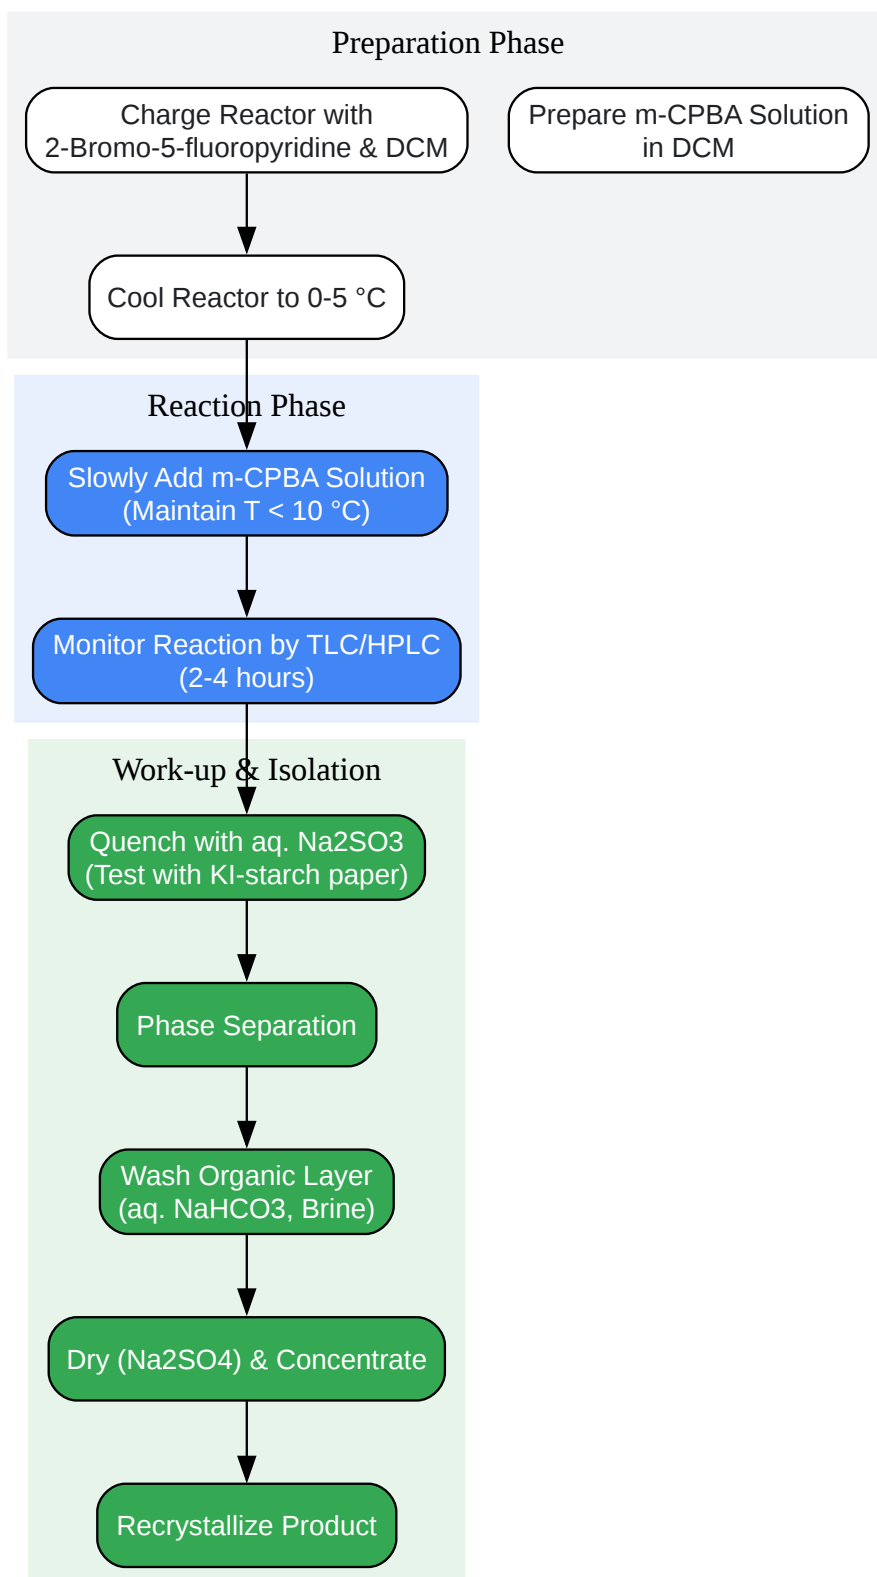 Preparation Phase
Charge Reactor with
2-Bromo-5-fluoropyridine & DCM
Prepare m-CPBA Solution
in DCM
Cool Reactor to 0-5 °C
Reaction Phase
Slowly Add m-CPBA Solution
(Maintain T < 10 °C)
Monitor Reaction by TLC/HPLC
(2-4 hours)
Work-up & Isolation
Quench with aq. Na2SO3
(Test with KI-starch paper)
Phase Separation
Wash Organic Layer
(aq. NaHCO3, Brine)
Dry (Na2SO4) & Concentrate
Recrystallize Product